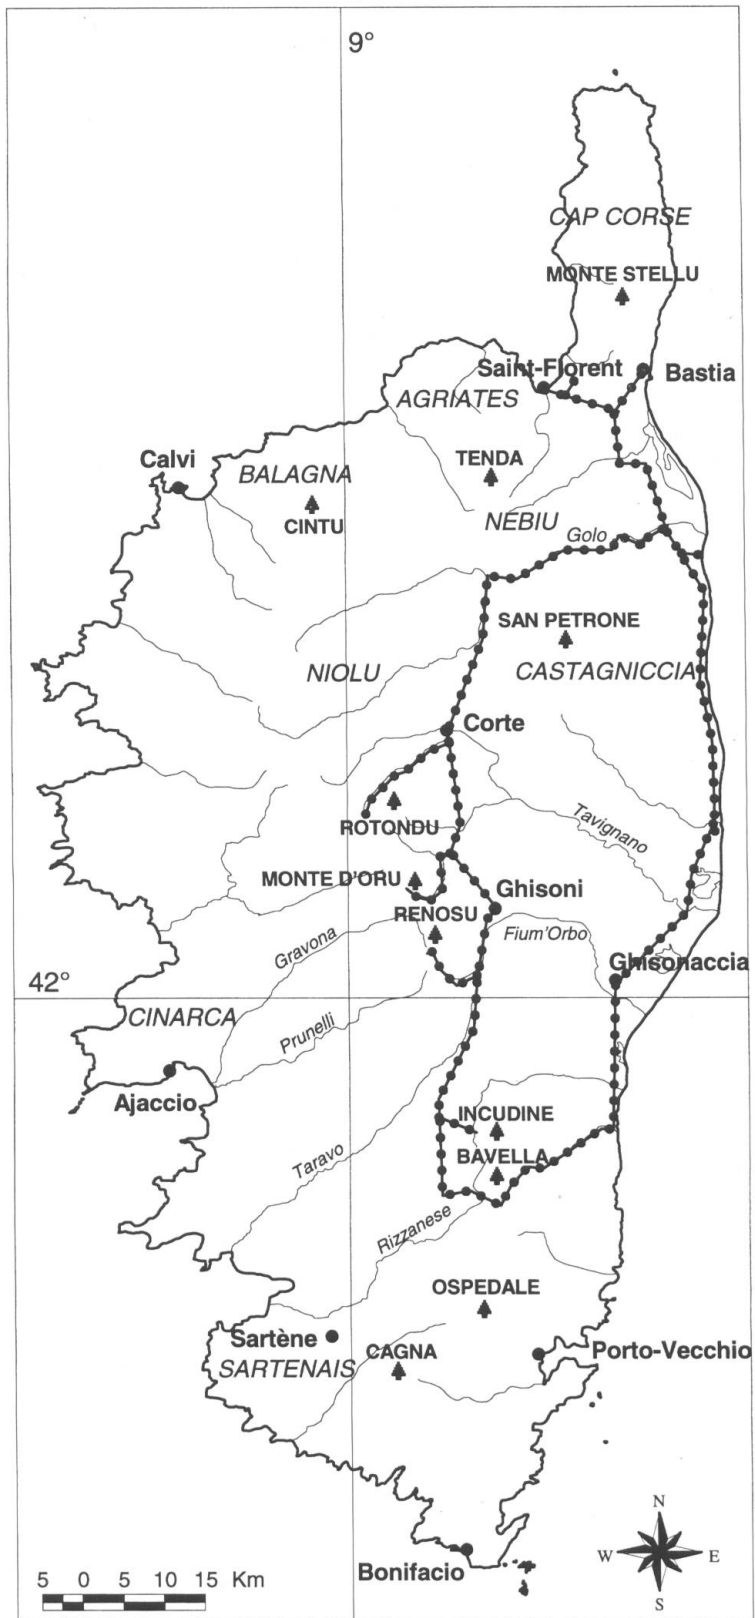 9°
CAP CORSE
MONTE STELLU
Saint-Florent
Bastia
AGRIATES
Calvi
BALAGNA
TENDA
CINTU
NEBIU
Golo
SAN PETRONE
NIOLU
CASTAGNICCIA
Corte
ROTONDU
Tavignano
MONTE D'ORU
Ghisoni
RENOSU
Gravona
Fium'Orbo
Ghisonaccia
42°
CINARCA
Prunelli
Ajaccio
INCUDINE
BAVELLA
Taravo
Rizzanese
OSPEDALE
Sartène
CAGNA
Porto-Vecchio
SARTENAIS
N
W E
S
Bonifacio
5 0 5 10 15 Km